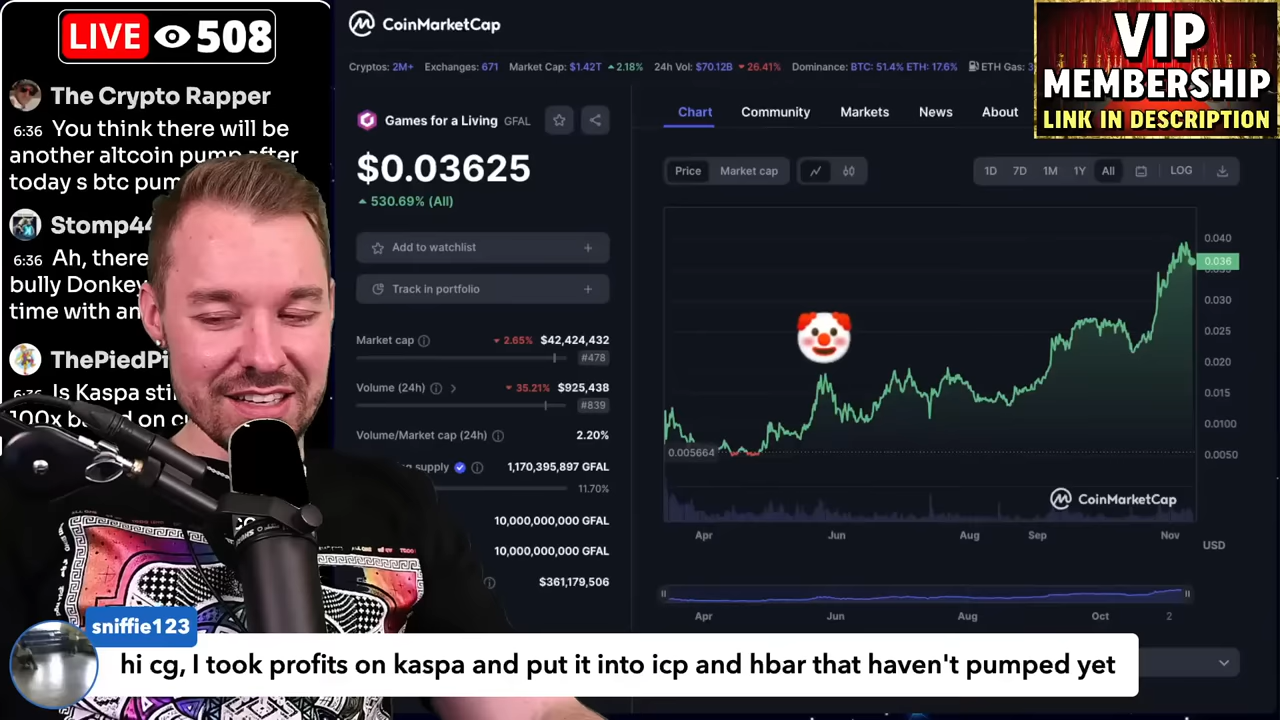 LIVE 508
The Crypto Rapper
6:36 You think there will be
another altcoin pump after
today s btc pum
Stomp44
6:36 Ah, there
bully Donkey
time with an
ThePiedPi
Is Kaspa sti
100x on
CoinMarketCap
Cryptos: 2M+ Exchanges: 671 Market Cap: $1.42T 2.18% 24h Vol: $70.12B 26.41% Dominance: BTC: 51.4% ETH: 17.6% ETH Gas:
VIP
MEMBERSHIP
LINK IN DESCRIPTION
Games for a Living GFAL
$0.03625
530.69% (All)
Add to watchlist +
Track in portfolio +
Market cap 2.65% $42,424,432
#478
Volume (24h) 35.21% $925,438
#839
Volume/Market cap (24h) 2.20%
supply 1,170,395,897 GFAL
11.70%
10,000,000,000 GFAL
10,000,000,000 GFAL
$361,179,506
Chart Community Markets News About
Price Market cap 1D 7D 1M 1Y All LOG
0.040
0.036
0.030
0.025
0.020
0.015
0.0100
0.0050
0.005664
CoinMarketCap
Apr Jun Aug Sep Nov
USD
Apr Jun Aug Oct 2
sniffie123
hi cg, I took profits on kaspa and put it into icp and hbar that haven't pumped yet